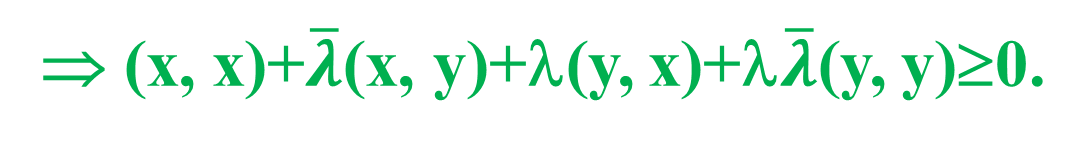 ⇒ (x, x)+λ̅(x, y)+λ(y, x)+λλ̅(y, y)≥0.